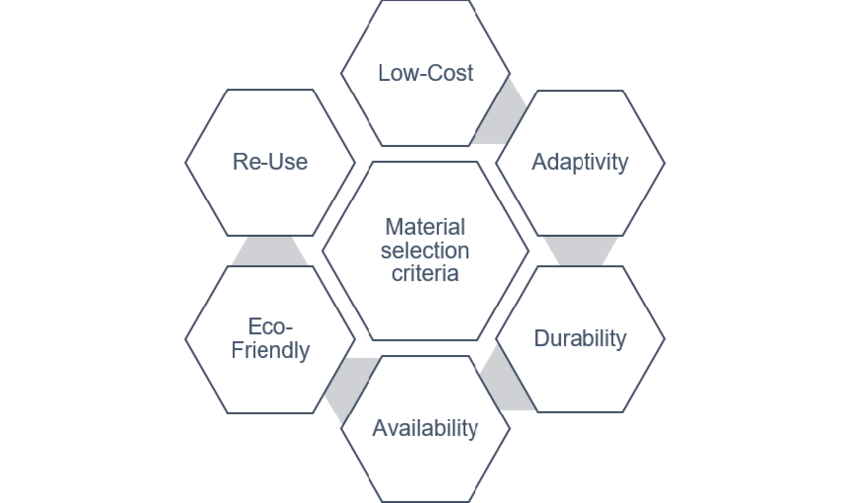 Low-Cost
Re-Use
Adaptivity
Material
selection
criteria
Eco-
Friendly
Durability
Availability